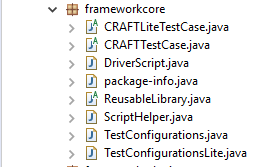 frameworkcore
CRAFTLiteTestCase.java
CRAFTTestCase.java
DriverScript.java
package-info.java
ReusableLibrary.java
ScriptHelper.java
TestConfigurations.java
TestConfigurationsLite.java